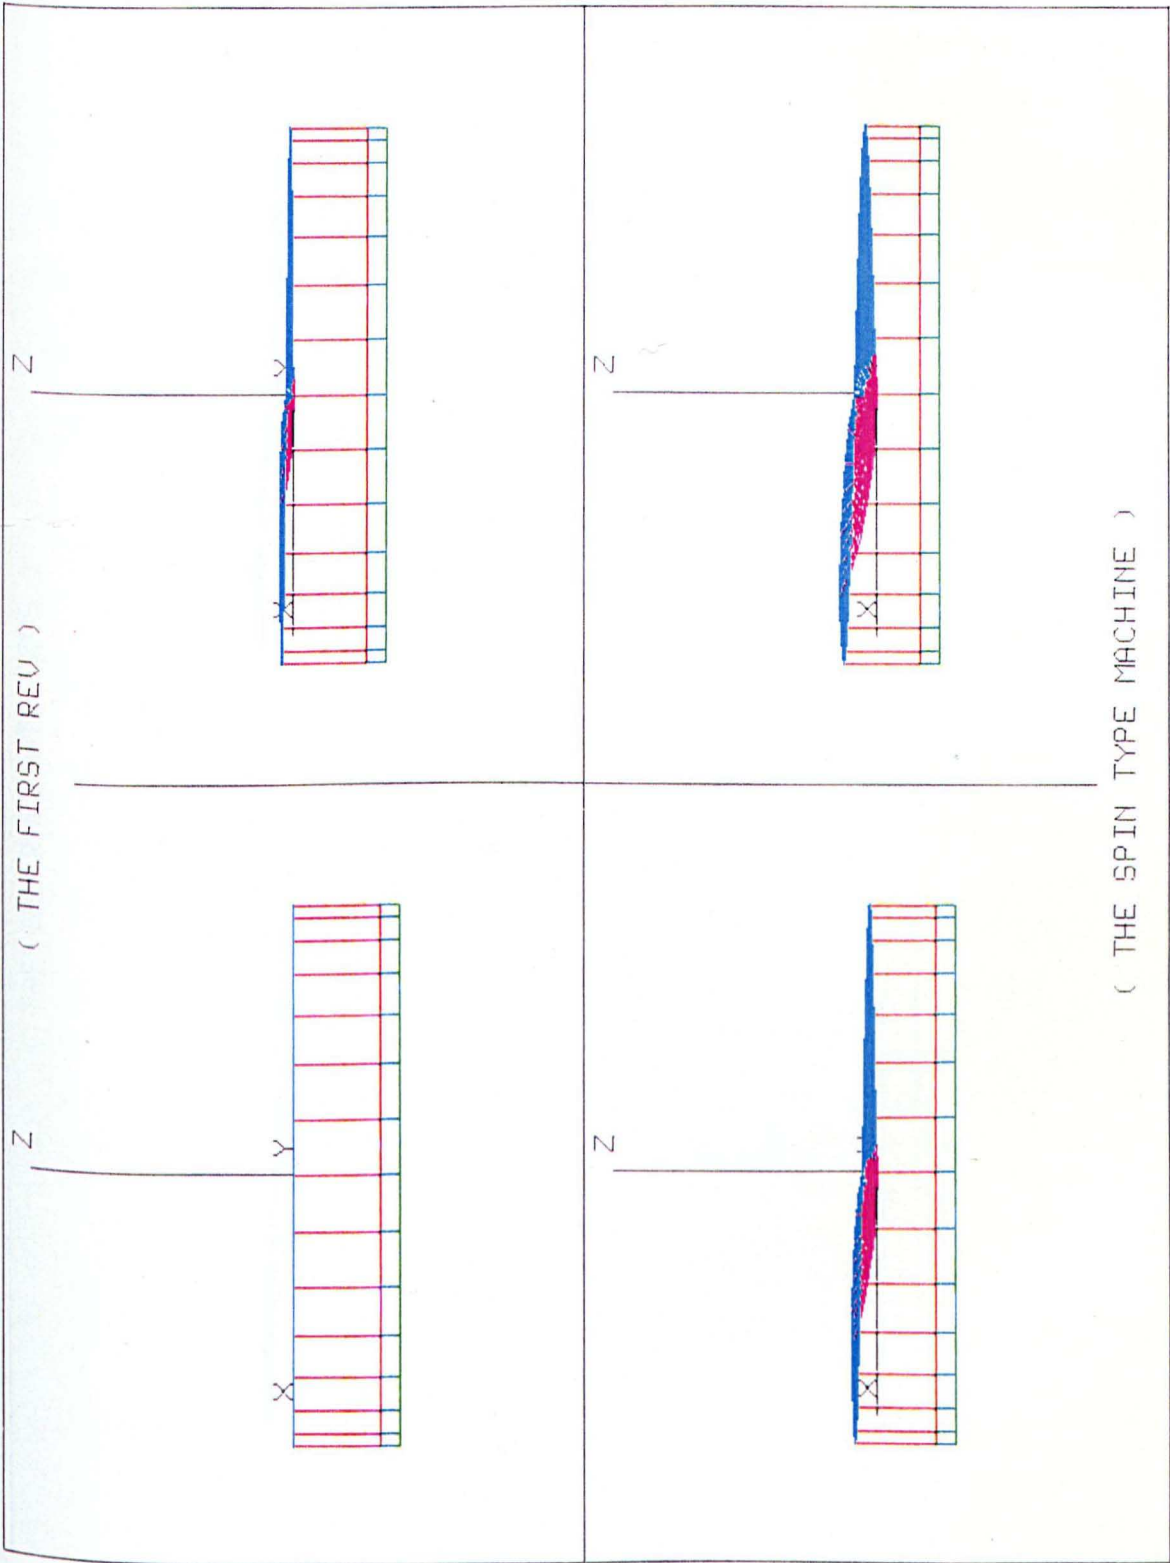 ( THE FIRST REV )
Z Z
X Y X Y
Z Z
X X
( THE SPIN TYPE MACHINE )